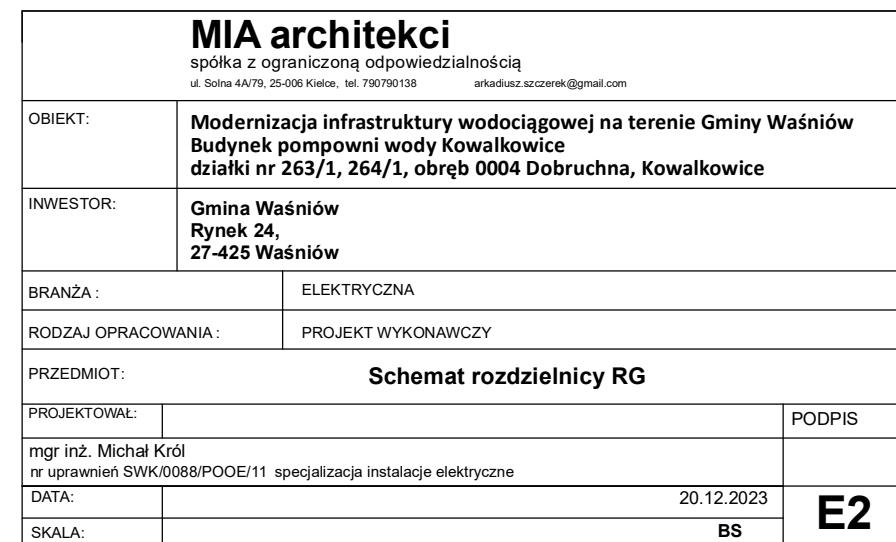 MIA architekci
spółka z ograniczoną odpowiedzialnością
ul. Solna 4A/79, 25-006 Kielce, tel. 790790138 arkadiusz.szczerek@gmail.com
OBIEKT:
Modernizacja infrastruktury wodociągowej na terenie Gminy Waśniów
Budynek pompowni wody Kowalkowice
działki nr 263/1, 264/1, obręb 0004 Dobruchna, Kowalkowice
INWESTOR:
Gmina Waśniów
Rynek 24,
27-425 Waśniów
BRANŻA : ELEKTRYCZNA
RODZAJ OPRACOWANIA : PROJEKT WYKONAWCZY
PRZEDMIOT: Schemat rozdzielnicy RG
PROJEKTOWAŁ: PODPIS
mgr inż. Michał Król
nr uprawnień SWK/0088/POOE/11 specjalizacja instalacje elektryczne
DATA: 20.12.2023
E2
SKALA: BS